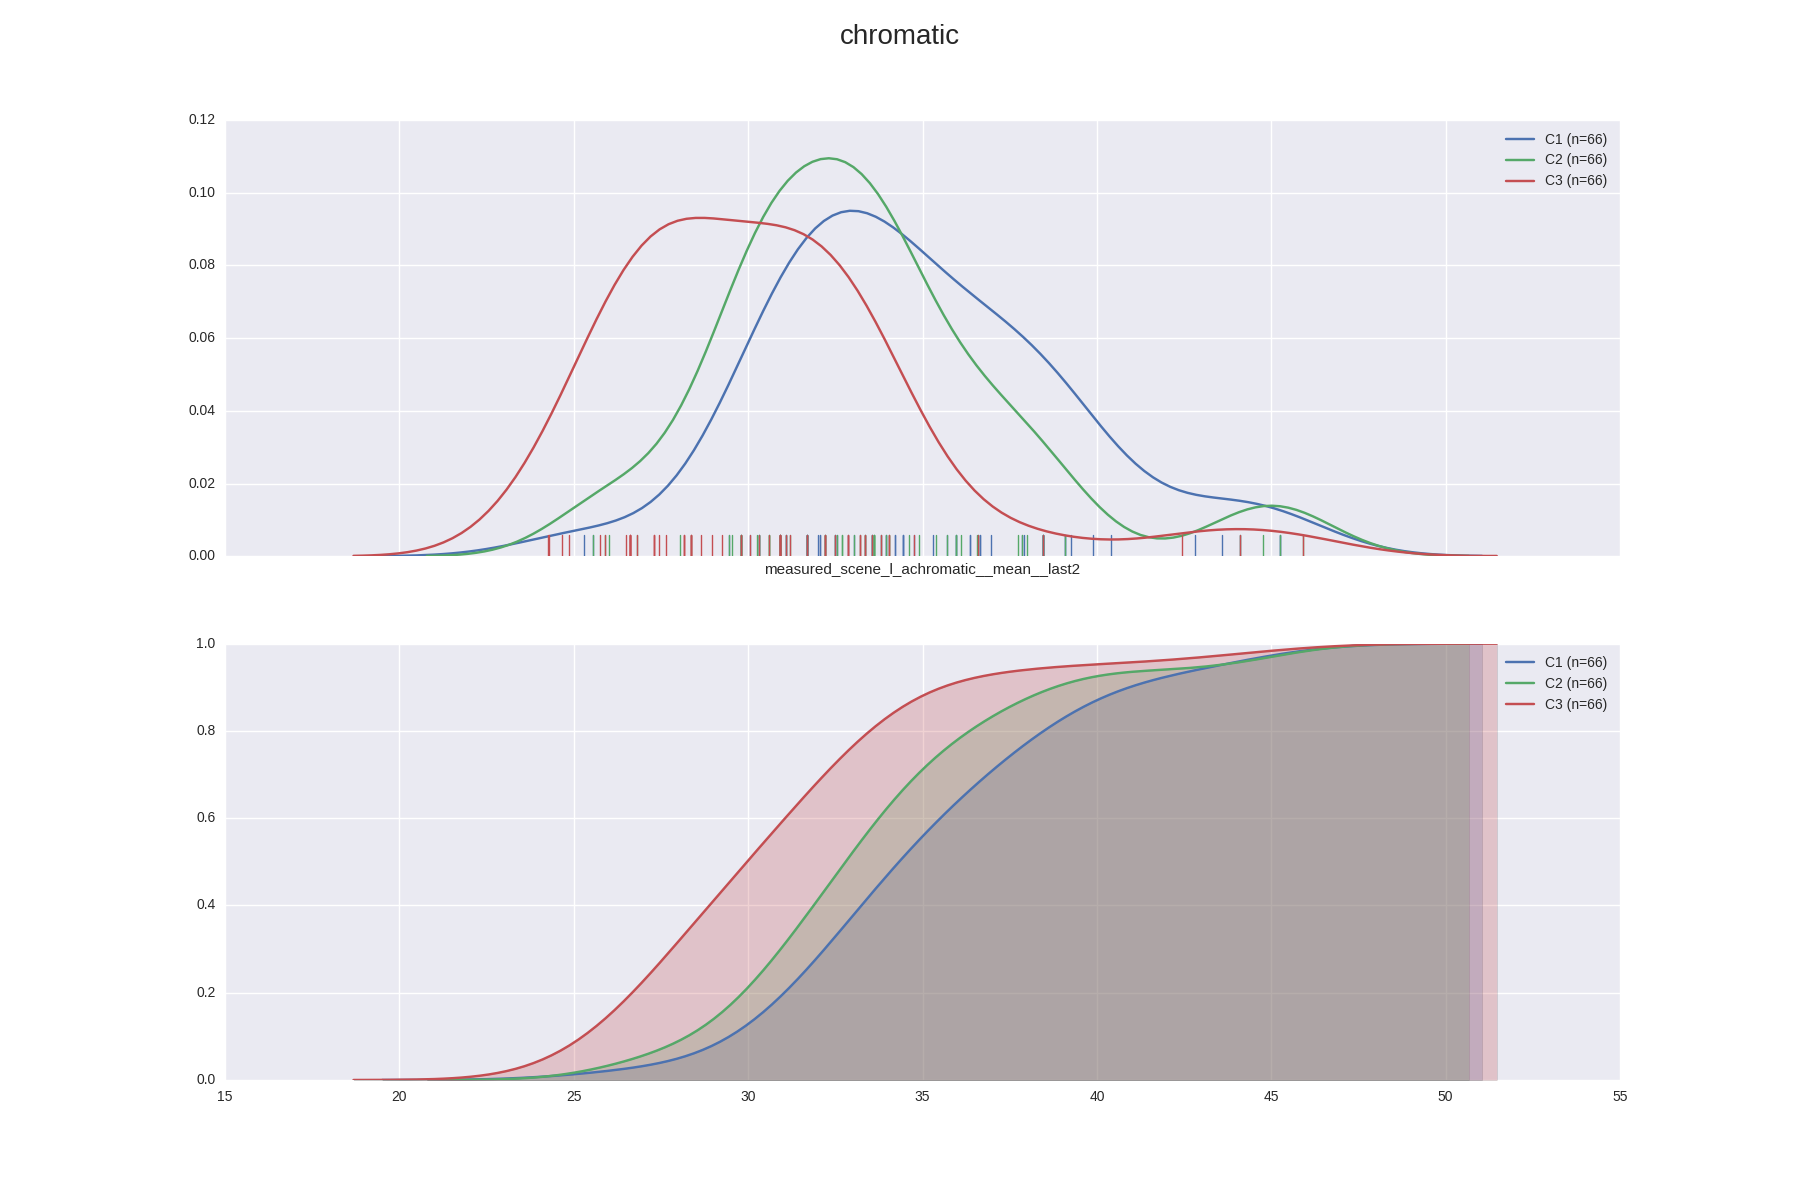 chromatic
0.12
0.10
0.08
0.06
0.04
0.02
0.00
C1 (n=66)
C2 (n=66)
C3 (n=66)
measured_scene_l_achromatic__mean__last2
1.0
0.8
0.6
0.4
0.2
0.0
C1 (n=66)
C2 (n=66)
C3 (n=66)
15 20 25 30 35 40 45 50 55